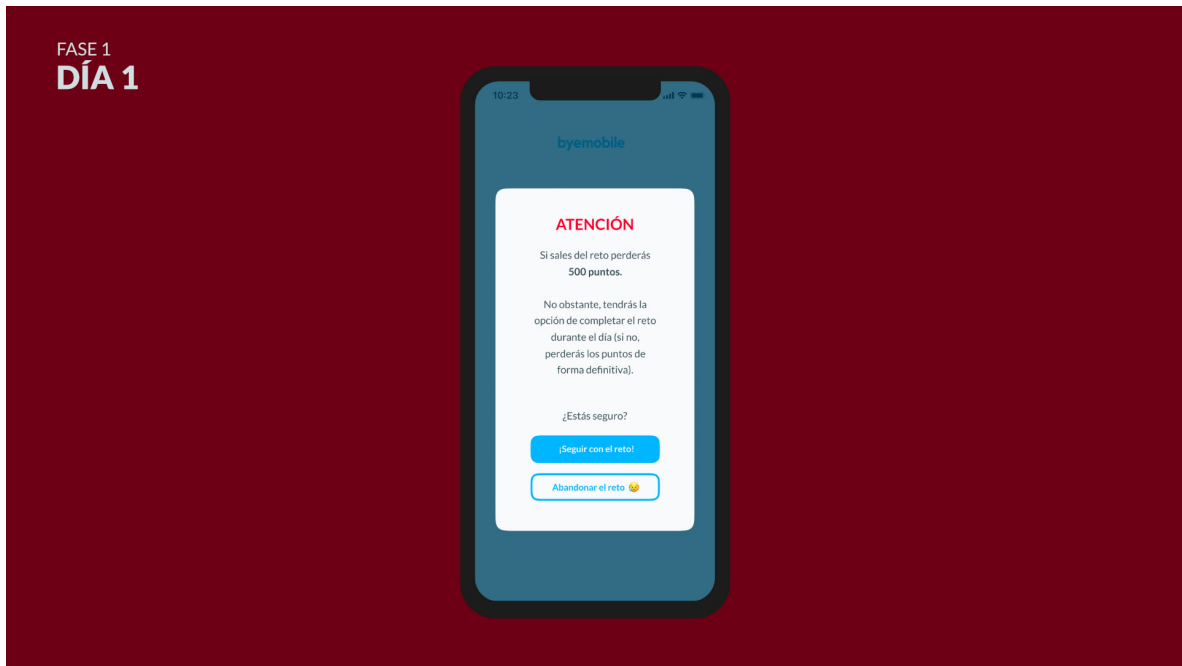 FASE 1
DÍA 1
10:23
byemobile
ATENCIÓN
Si sales del reto perderás
500 puntos.
No obstante, tendrás la
opción de completar el reto
durante el día (si no,
perderás los puntos de
forma definitiva).
¿Estás seguro?
¡Seguir con el reto!
Abandonar el reto 😢